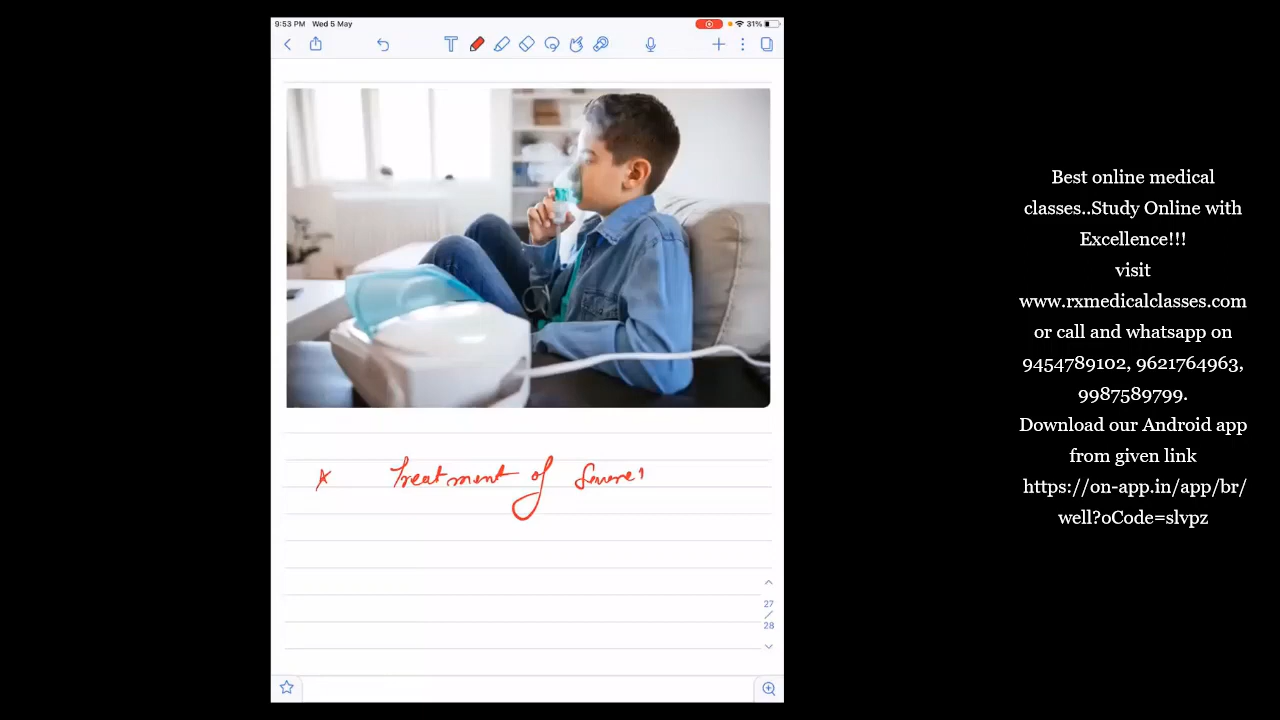 9:53 PM Wed 5 May
31%
T
Treatment of Severe
27
/
28
Best online medical
classes..Study Online with
Excellence!!!
visit
www.rxmedicalclasses.com
or call and whatsapp on
9454789102, 9621764963,
9987589799.
Download our Android app
from given link
https://on-app.in/app/br/
well?oCode=slvpz